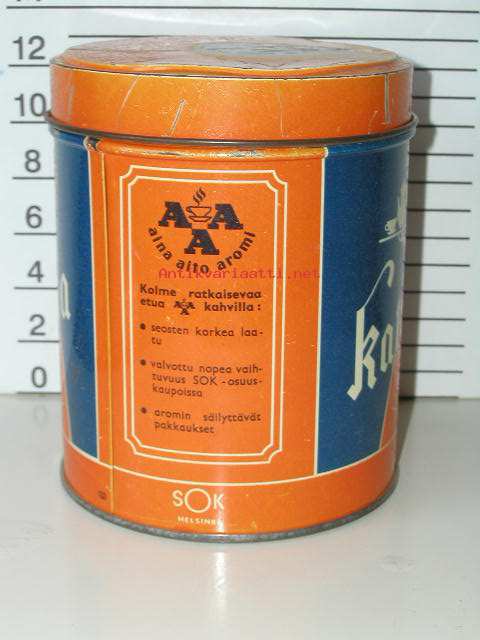 12
10
8
6
4
2
0
A A
A
aina aito aromi
Antikvariaatti.net
Kolme ratkaisevaa
etua AAA kahvilla:
• seosten korkea laa-
tu
• valvottu nopea vaih-
tuvuus SOK-osuus-
kaupoissa
• aromin säilyttävät
pakkaukset
SOK
HELSINKI
a
ka